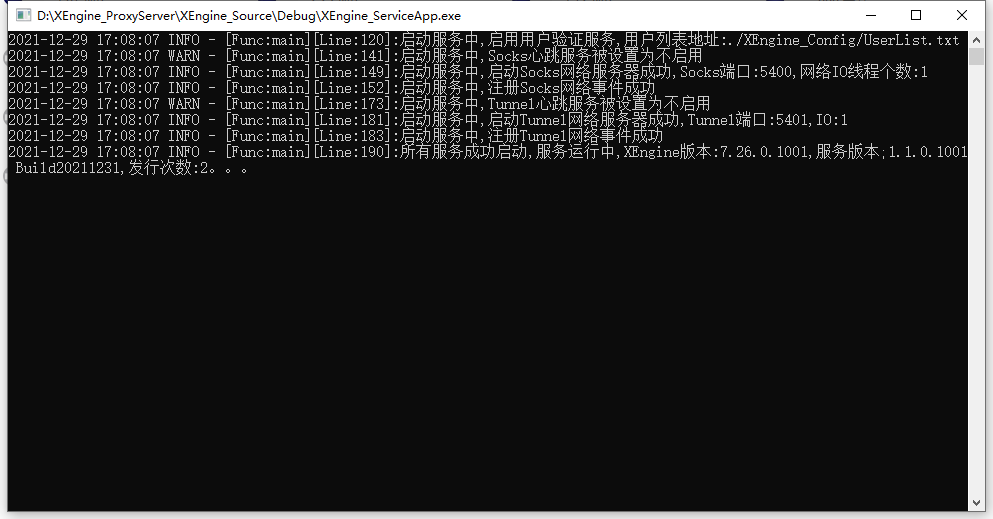 D:\XEngine_ProxyServer\XEngine_Source\Debug\XEngine_ServiceApp.exe
2021-12-29 17:08:07 INFO - [Func:main][Line:120]:启动服务中,启用用户验证服务,用户列表地址:./XEngine_Config/UserList.txt
2021-12-29 17:08:07 WARN - [Func:main][Line:141]:启动服务中,Socks心跳服务被设置为不启用
2021-12-29 17:08:07 INFO - [Func:main][Line:149]:启动服务中,启动Socks网络服务器成功,Socks端口:5400,网络IO线程个数:1
2021-12-29 17:08:07 INFO - [Func:main][Line:152]:启动服务中,注册Socks网络事件成功
2021-12-29 17:08:07 WARN - [Func:main][Line:173]:启动服务中,Tunnel心跳服务被设置为不启用
2021-12-29 17:08:07 INFO - [Func:main][Line:181]:启动服务中,启动Tunnel网络服务器成功,Tunnel端口:5401,IO:1
2021-12-29 17:08:07 INFO - [Func:main][Line:183]:启动服务中,注册Tunnel网络事件成功
2021-12-29 17:08:07 INFO - [Func:main][Line:190]:所有服务成功启动,服务运行中,XEngine版本:7.26.0.1001,服务版本;1.1.0.1001
Build20211231,发行次数:2。。。